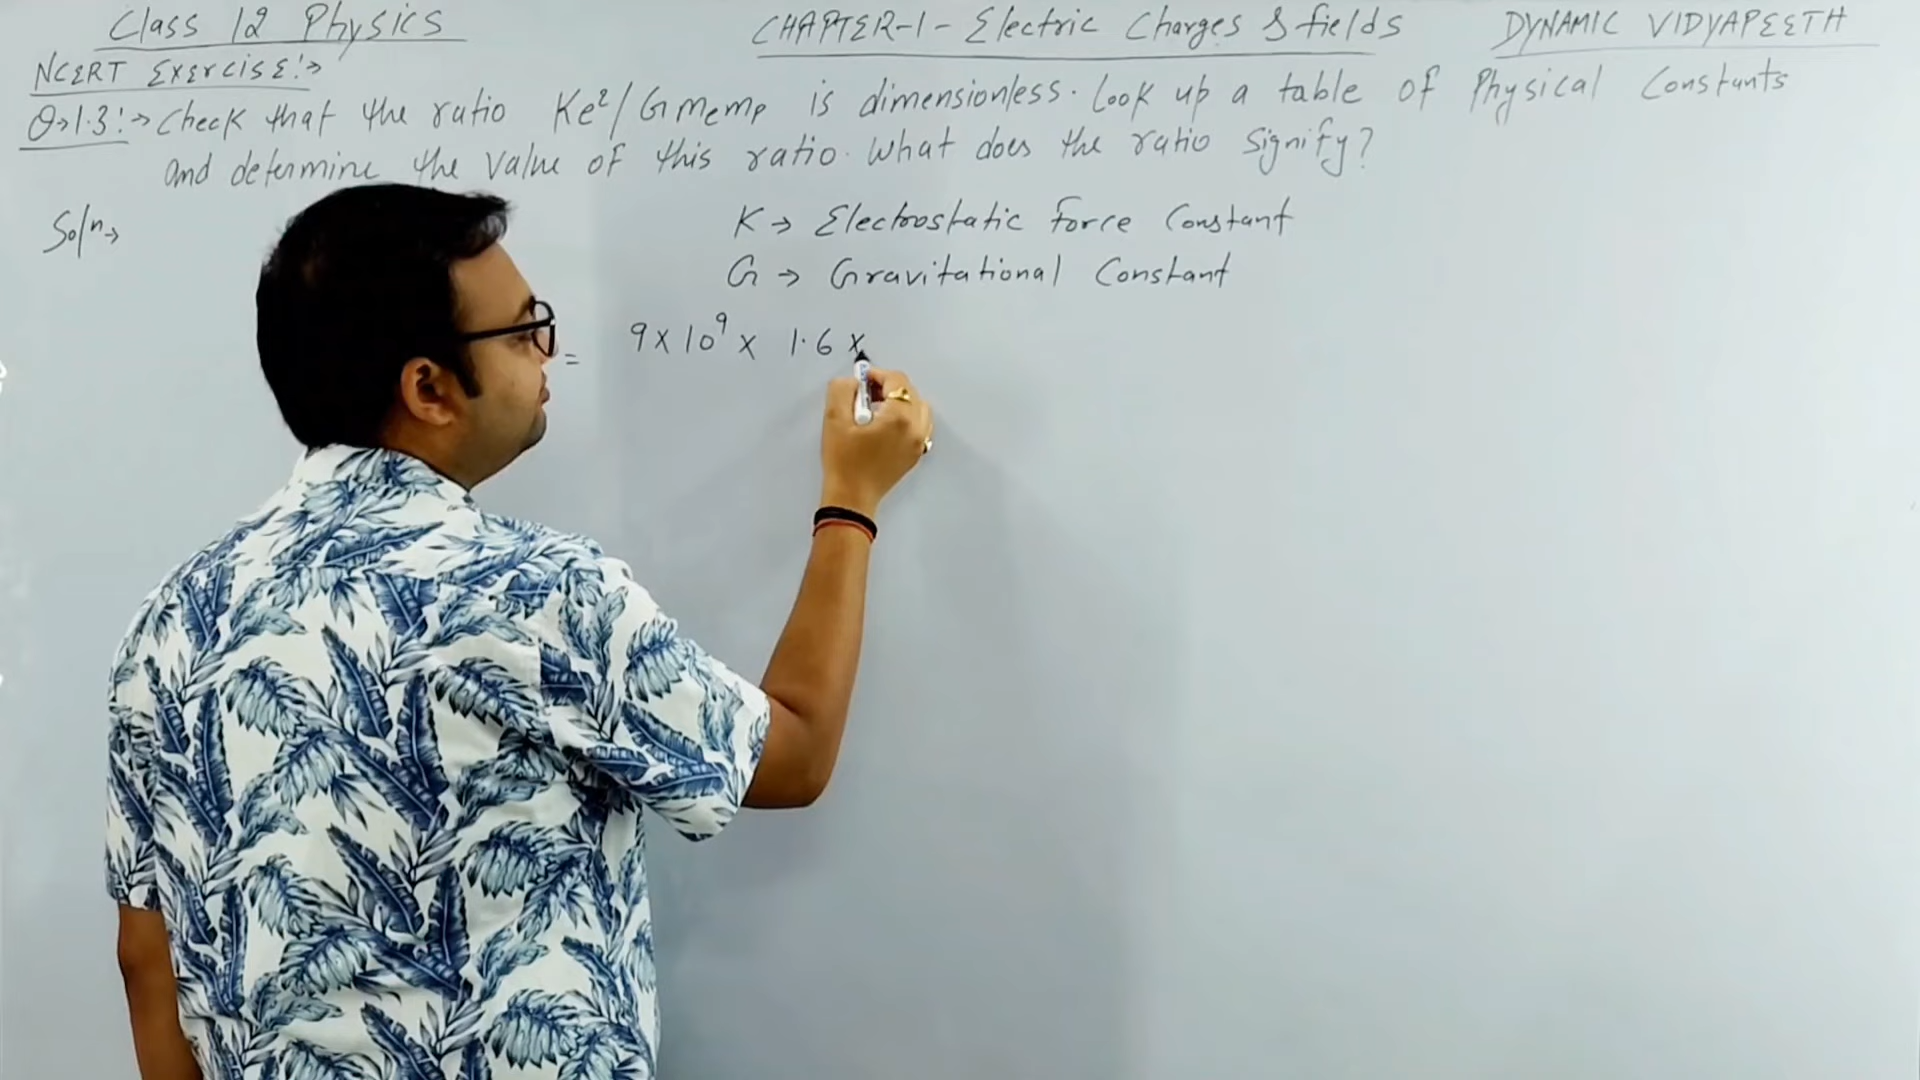 Class 12 Physics
CHAPTER-1 - Electric Charges & fields
DYNAMIC VIDYAPEETH
NCERT Exercise:→
Q→1.3:→ Check that the ratio Ke²/GMemp is dimensionless. Look up a table of Physical Constants
and determine the value of this ratio. What does the ratio signify?
Solⁿ→
K → Electrostatic Force Constant
G → Gravitational Constant
= 9 x 10⁹ x 1.6 x